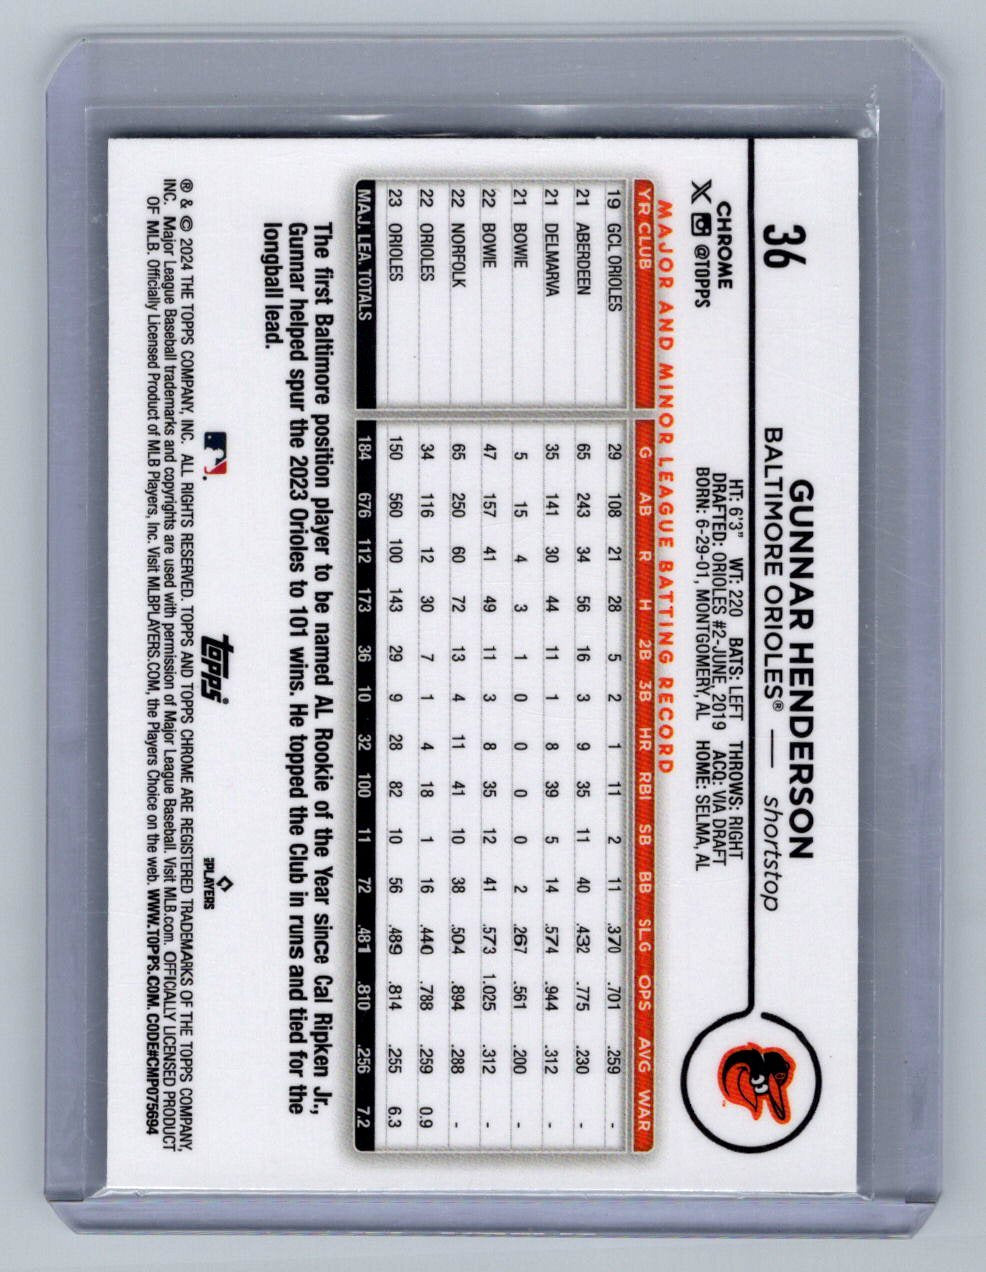 36
GUNNAR HENDERSON
BALTIMORE ORIOLES® — shortstop
CHROME
@TOPPS
HT: 6'3" WT: 220 BATS: LEFT THROWS: RIGHT
DRAFTED: ORIOLES #2-JUNE, 2019 ACQ: VIA DRAFT
BORN: 6-29-01, MONTGOMERY, AL HOME: SELMA, AL
MAJOR AND MINOR LEAGUE BATTING RECORD
YR CLUB G AB R H 2B 3B HR RBI SB BB SLG OPS AVG WAR
19 GCL ORIOLES 29 108 21 28 5 2 1 11 2 11 .370 .701 .259 -
21 ABERDEEN 65 243 34 56 16 3 9 35 11 40 .432 .775 .230 -
21 DELMARVA 35 141 30 44 11 1 8 39 5 14 .574 .944 .312 -
21 BOWIE 5 15 4 3 1 0 0 0 0 2 .267 .561 .200 -
22 BOWIE 47 157 41 49 11 3 8 35 12 41 .573 1.025 .312 -
22 NORFOLK 65 250 60 72 13 4 11 41 10 38 .504 .894 .288 -
22 ORIOLES 34 116 12 30 7 1 4 18 1 16 .440 .788 .259 0.9
23 ORIOLES 150 560 100 143 29 9 28 82 10 56 .489 .814 .255 6.3
MAJ. LEA. TOTALS 184 676 112 173 36 10 32 100 11 72 .481 .810 .256 7.2
The first Baltimore position player to be named AL Rookie of the Year since Cal Ripken Jr.,
Gunnar helped spur the 2023 Orioles to 101 wins. He topped the Club in runs and tied for the
longball lead.
topps®
PLAYERS
® & © 2024 THE TOPPS COMPANY, INC. ALL RIGHTS RESERVED. TOPPS AND TOPPS CHROME ARE REGISTERED TRADEMARKS OF THE TOPPS COMPANY,
INC. Major League Baseball trademarks and copyrights are used with permission of Major League Baseball. Visit MLB.com. OFFICIALLY LICENSED PRODUCT
OF MLB. Officially Licensed Product of MLB Players, Inc. Visit MLBPLAYERS.COM, the Players Choice on the web. WWW.TOPPS.COM. CODE#CMP075694